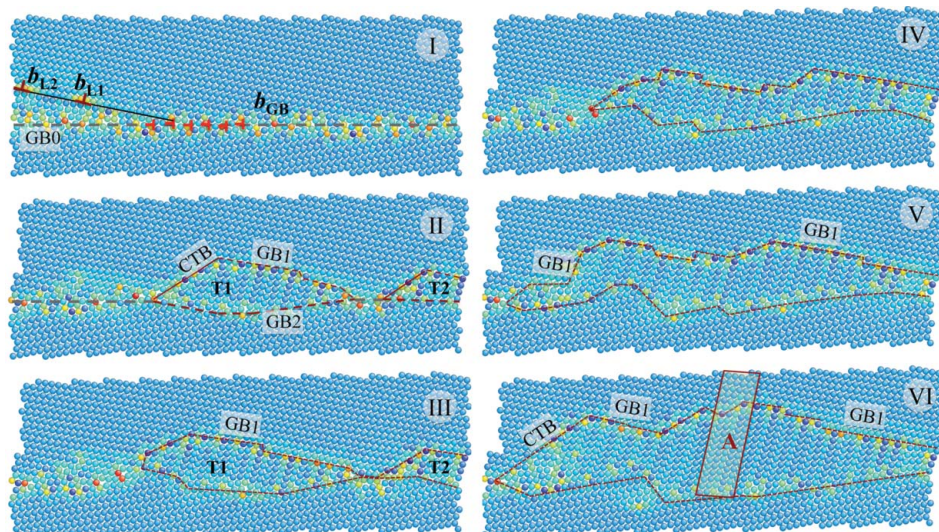 I
b_L2
b_L1
b_GB
GB0
II
CTB
GB1
T1
T2
GB2
III
GB1
T1
T2
IV
V
GB1
GB1
VI
CTB
GB1
A
GB1